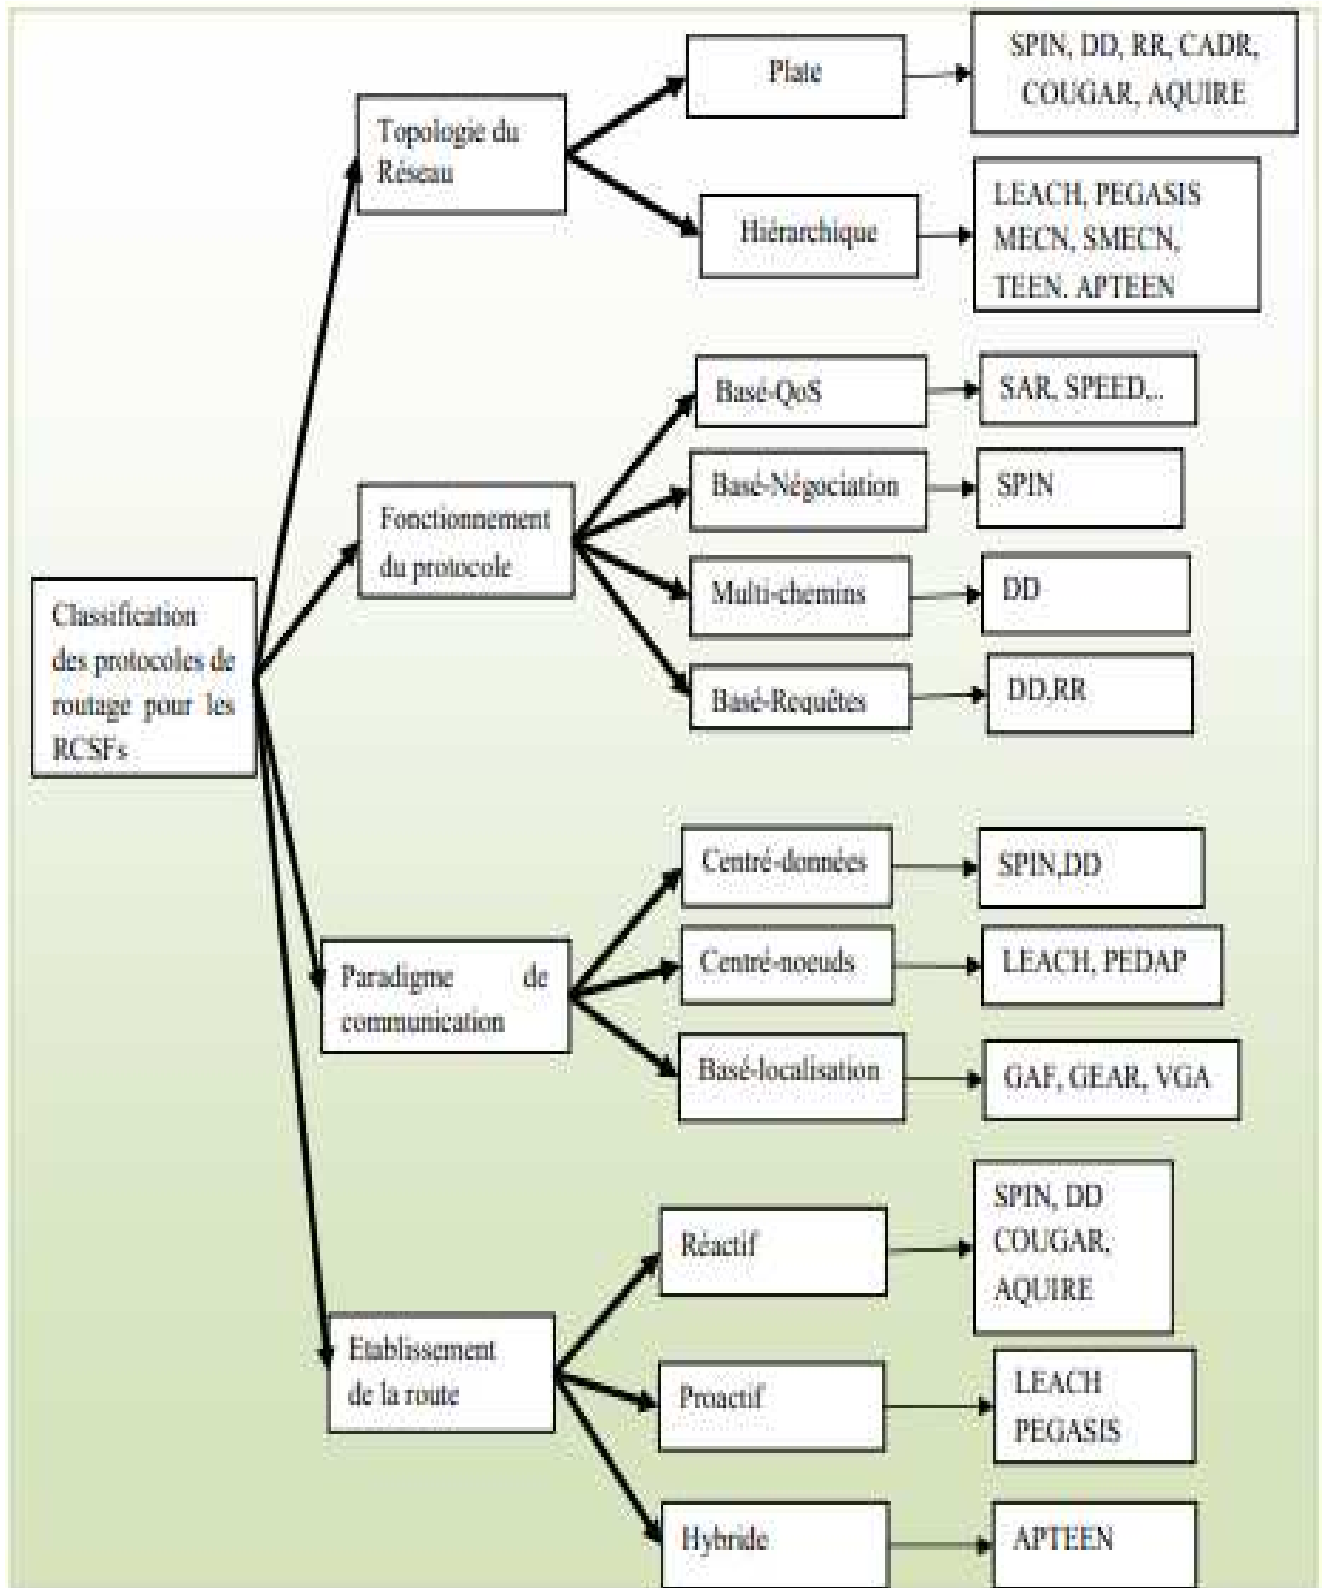 Classification
des protocoles de
routage pour les
RCSFs
Topologie du
Réseau
Plate
SPIN, DD, RR, CADR,
COUGAR, AQUIRE
Hiérarchique
LEACH, PEGASIS
MECN, SMECN,
TEEN, APTEEN
Fonctionnement
du protocole
Basé-QoS
SAR, SPEED,..
Basé-Négociation
SPIN
Multi-chemins
DD
Basé-Requêtes
DD,RR
Paradigme de
communication
Centré-données
SPIN,DD
Centré-noeuds
LEACH, PEDAP
Basé-localisation
GAF, GEAR, VGA
Etablissement
de la route
Réactif
SPIN, DD
COUGAR,
AQUIRE
Proactif
LEACH
PEGASIS
Hybride
APTEEN